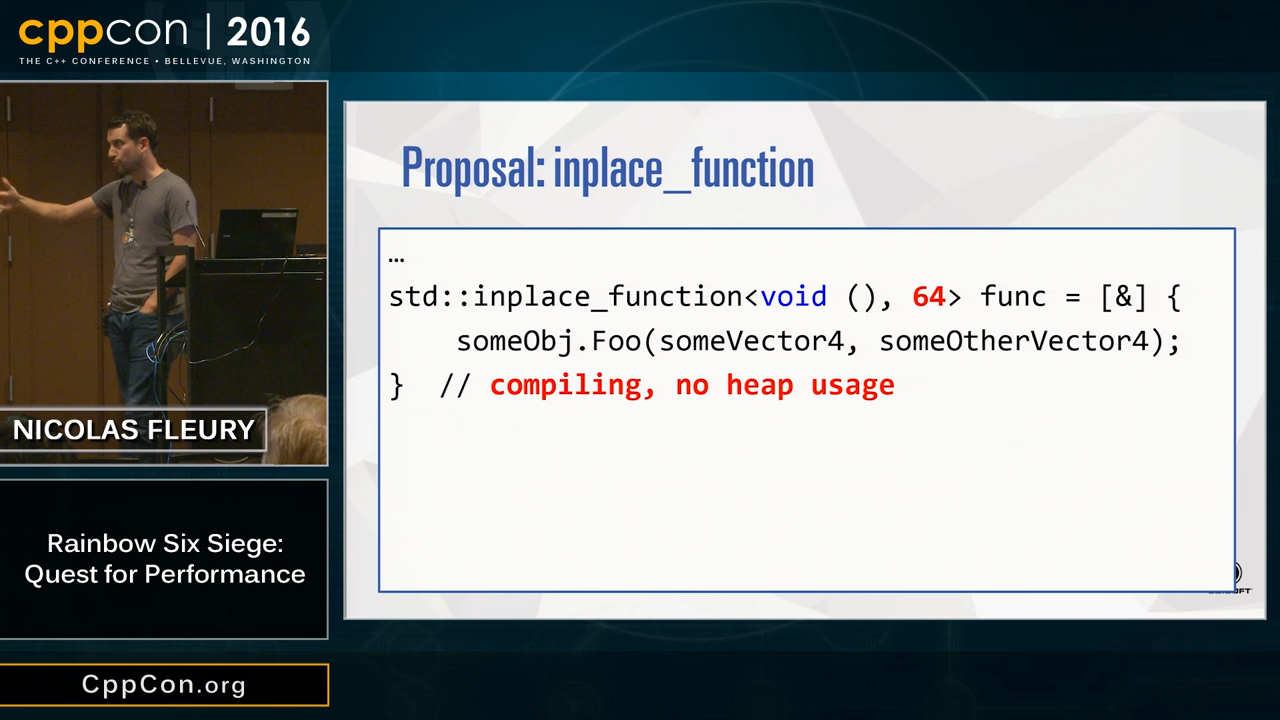 cppcon | 2016
THE C++ CONFERENCE • BELLEVUE, WASHINGTON
Proposal: inplace_function
…
std::inplace_function<void (), 64> func = [&] {
    someObj.Foo(someVector4, someOtherVector4);
}  // compiling, no heap usage
NICOLAS FLEURY
Rainbow Six Siege:
Quest for Performance
CppCon.org